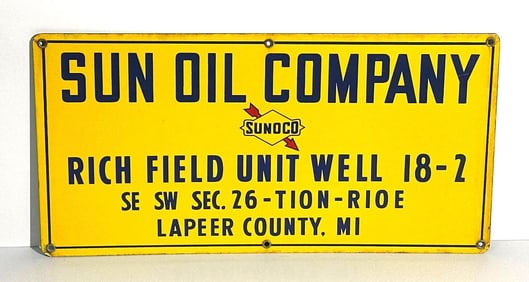 SUN OIL COMPANY
SUNOCO
RICH FIELD UNIT WELL 18-2
SE SW SEC. 26-TION-RIOE
LAPEER COUNTY, MI